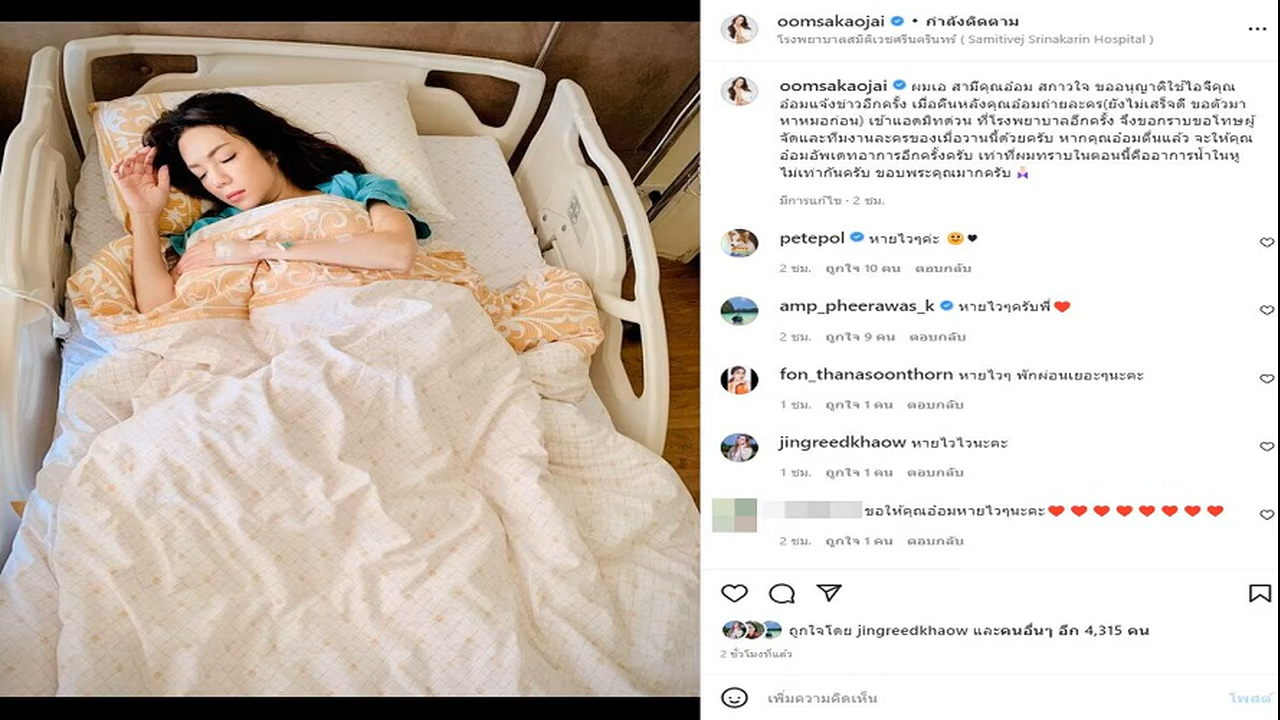 oomsakaojai • กำลังติดตาม
โรงพยาบาลสมิติเวชศรีนครินทร์ ( Samitivej Srinakarin Hospital )
oomsakaojai ผมเอ สามีคุณอ้อม สกาวใจ ขออนุญาติใช้ไอจีคุณ
อ้อมแจ้งข่าวอีกครั้ง เมื่อคืนหลังคุณอ้อมถ่ายละคร(ยังไม่เสร็จดี ขอตัวมา
หาหมอก่อน) เข้าแอดมิทด่วน ที่โรงพยาบาลอีกครั้ง จึงขอกราบขอโทษผู้
จัดและทีมงานละครของเมื่อวานนี้ด้วยครับ หากคุณอ้อมตื่นแล้ว จะให้คุณ
อ้อมอัพเดทอาการอีกครั้งครับ เท่าที่ผมทราบในตอนนี้คืออาการน้ำในหู
ไม่เท่ากันครับ ขอบพระคุณมากครับ
มีการแก้ไข · 2 ชม.
petepol หายไวๆค่ะ 😊🖤
2 ชม. ถูกใจ 10 คน ตอบกลับ
amp_pheerawas_k หายไวๆครับพี่❤️
2 ชม. ถูกใจ 9 คน ตอบกลับ
fon_thanasoonthorn หายไวๆ พักผ่อนเยอะๆนะคะ
1 ชม. ถูกใจ 1 คน ตอบกลับ
jingreedkhaow หายไวไวนะคะ
1 ชม. ถูกใจ 1 คน ตอบกลับ
ขอให้คุณอ้อมหายไวๆนะคะ❤️❤️❤️❤️❤️❤️❤️❤️
2 ชม. ถูกใจ 1 คน ตอบกลับ
ถูกใจโดย jingreedkhaow และคนอื่นๆ อีก 4,315 คน
2 ชั่วโมงที่แล้ว
เพิ่มความคิดเห็น
โพสต์